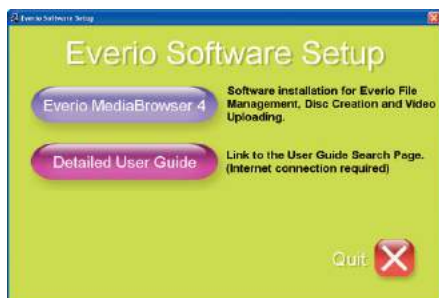 Everio Software Setup
Everio Software Setup
Everio MediaBrowser 4
Software installation for Everio File
Management, Disc Creation and Video
Uploading.
Detailed User Guide
Link to the User Guide Search Page.
(Internet connection required)
Quit